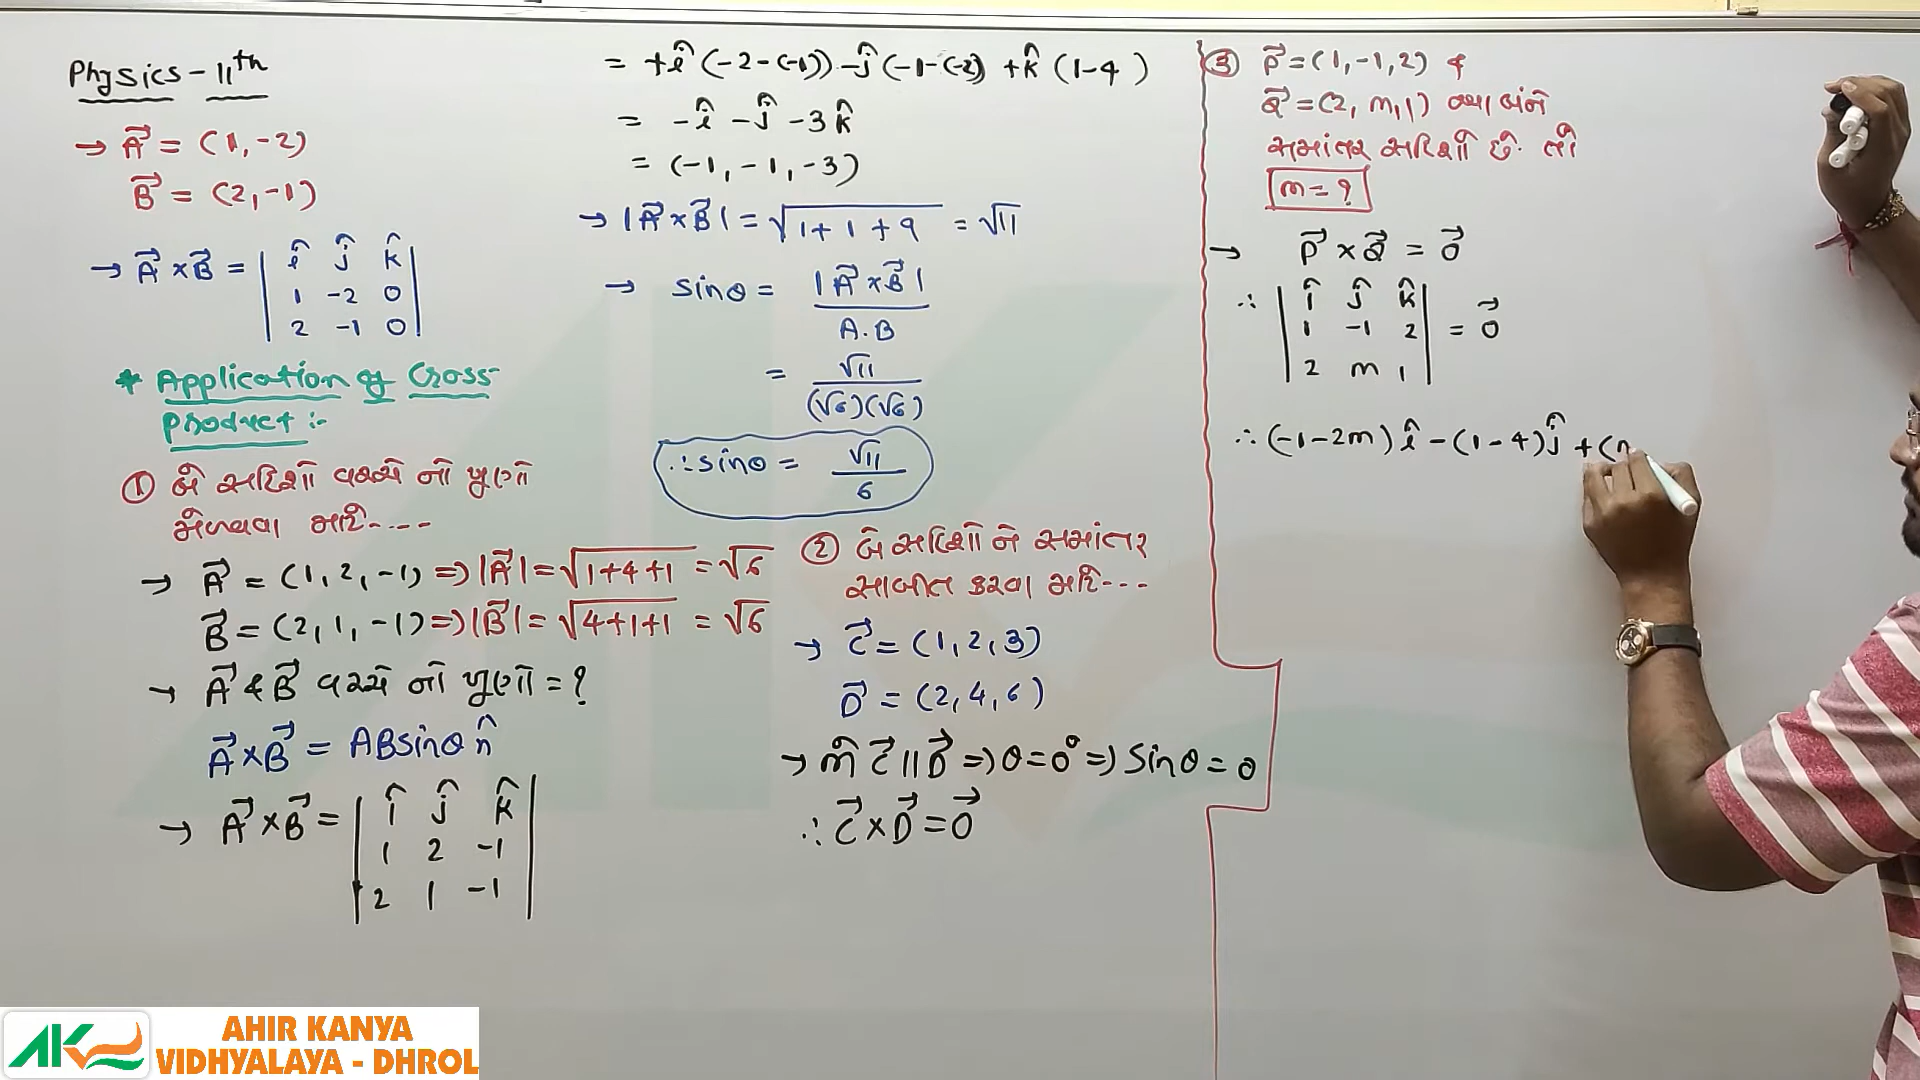 Physics - 11th
→ A⃗ = (1, -2)
B⃗ = (2, -1)
→ A⃗ × B⃗ = | î ĵ k̂ |
| 1 -2 0 |
| 2 -1 0 |
* Application of Cross
Product :-
① બે સદિશો વચ્ચે નો ખૂણો
મેળવવા માટે----
→ A⃗ = (1, 2, -1) ⇒ |A⃗| = √1+4+1 = √6
B⃗ = (2, 1, -1) ⇒ |B⃗| = √4+1+1 = √6
→ A⃗ & B⃗ વચ્ચે નો ખૂણો = ?
A⃗ × B⃗ = AB sinθ n̂
→ A⃗ × B⃗ = | î ĵ k̂ |
| 1 2 -1 |
| 2 1 -1 |
= +î (-2-(-1)) -ĵ (-1-(-2)) +k̂ (1-4)
= -î -ĵ -3k̂
= (-1, -1, -3)
→ |A⃗ × B⃗| = √1+1+9 = √11
→ sinθ = |A⃗ × B⃗|
A.B
= √11
(√6)(√6)
∴ sinθ = √11
6
② બે સદિશો ને સમાંતર
સાબીત કરવા માટે---
→ C⃗ = (1, 2, 3)
D⃗ = (2, 4, 6)
→ C⃗ || D⃗ ⇒ θ = 0° ⇒ Sinθ = 0
∴ C⃗ × D⃗ = 0⃗
③ P⃗ = (1, -1, 2) &
Q⃗ = (2, m, 1) બંને
સમાંતર સદિશો છે. તો
m = ?
→ P⃗ × Q⃗ = 0⃗
∴ | î ĵ k̂ |
| 1 -1 2 | = 0⃗
| 2 m 1 |
∴ (-1-2m) î - (1-4) ĵ + (
AK
AHIR KANYA
VIDHYALAYA - DHROL